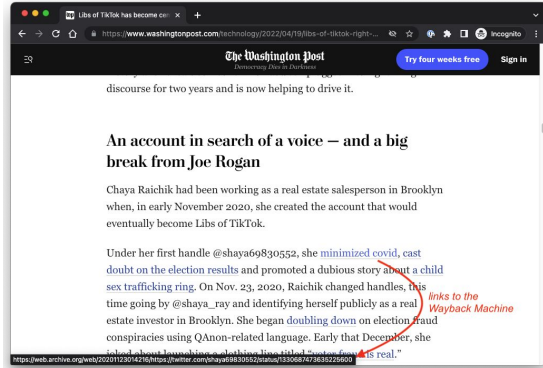 Libs of TikTok has become cen
https://www.washingtonpost.com/technology/2022/04/19/libs-of-tiktok-right-...
Incognito
The Washington Post
Democracy Dies in Darkness
Try four weeks free
Sign in
discourse for two years and is now helping to drive it.
An account in search of a voice — and a big
break from Joe Rogan
Chaya Raichik had been working as a real estate salesperson in Brooklyn
when, in early November 2020, she created the account that would
eventually become Libs of TikTok.
Under her first handle @shaya69830552, she minimized covid, cast
doubt on the election results and promoted a dubious story about a child
sex trafficking ring. On Nov. 23, 2020, Raichik changed handles, this
time going by @shaya_ray and identifying herself publicly as a real
estate investor in Brooklyn. She began doubling down on election fraud
conspiracies using QAnon-related language. Early that December, she
joked about launching a clothing line titled “voter fraud is real.”
links to the
Wayback Machine
https://web.archive.org/web/20201123014216/https://twitter.com/shaya69830552/status/1330687473635225600